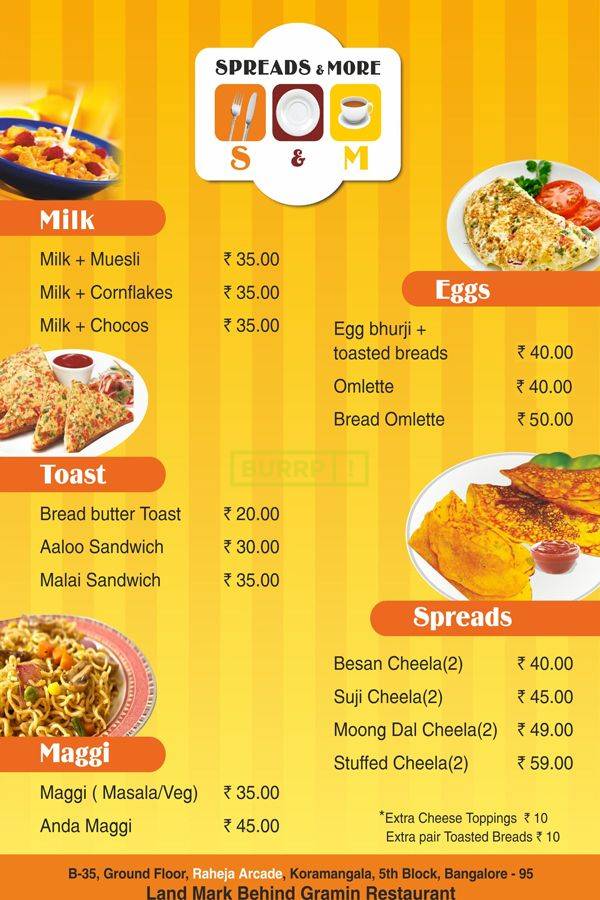 SPREADS & MORE
S & M
Milk
Milk + Muesli ₹ 35.00
Milk + Cornflakes ₹ 35.00
Milk + Chocos ₹ 35.00
Toast
Bread butter Toast ₹ 20.00
Aaloo Sandwich ₹ 30.00
Malai Sandwich ₹ 35.00
Maggi
Maggi ( Masala/Veg) ₹ 35.00
Anda Maggi ₹ 45.00
Eggs
Egg bhurji +
toasted breads ₹ 40.00
Omlette ₹ 40.00
Bread Omlette ₹ 50.00
BURRP !
Spreads
Besan Cheela(2) ₹ 40.00
Suji Cheela(2) ₹ 45.00
Moong Dal Cheela(2) ₹ 49.00
Stuffed Cheela(2) ₹ 59.00
*Extra Cheese Toppings ₹ 10
Extra pair Toasted Breads ₹ 10
B-35, Ground Floor, Raheja Arcade, Koramangala, 5th Block, Bangalore - 95
Land Mark Behind Gramin Restaurant